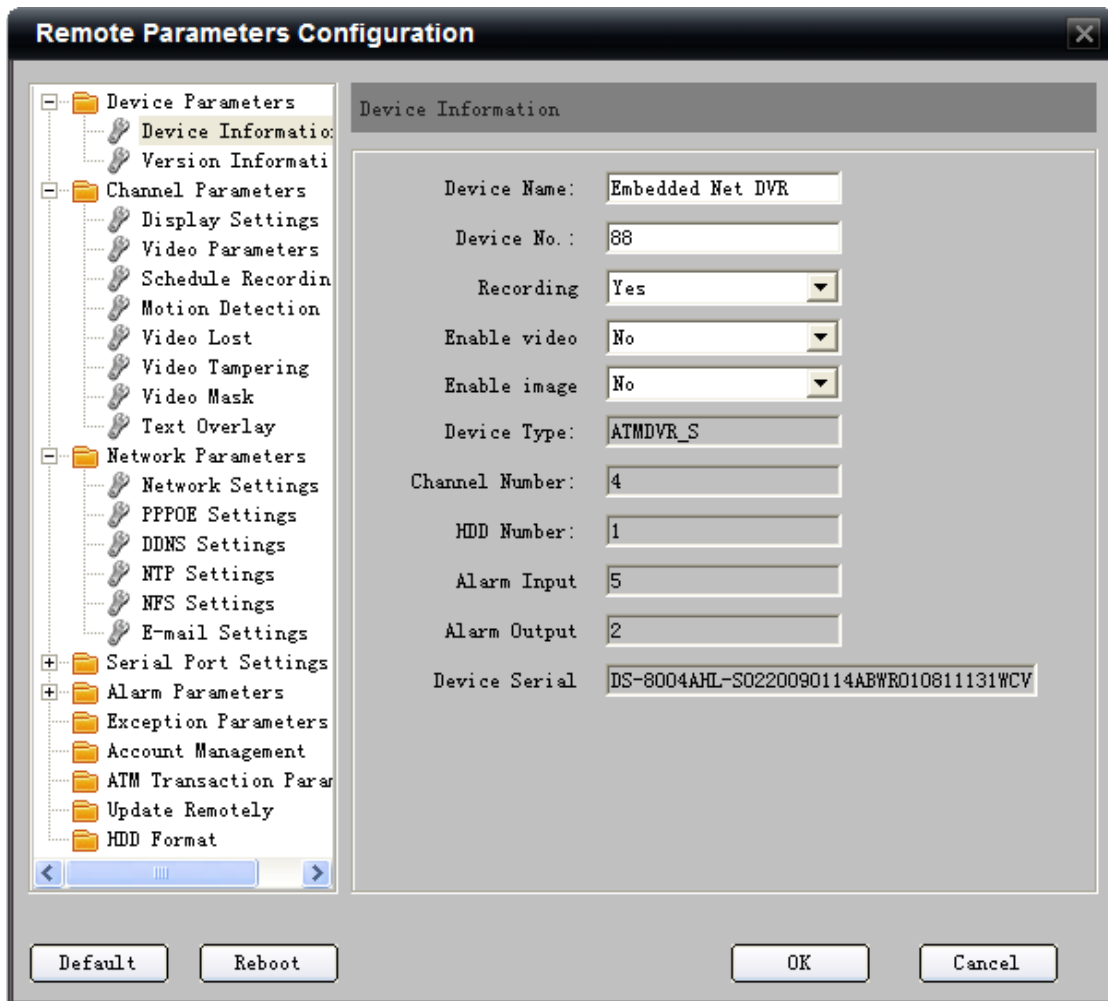 Remote Parameters Configuration
Device Parameters
Device Informatio
Version Informati
Channel Parameters
Display Settings
Video Parameters
Schedule Recordin
Motion Detection
Video Lost
Video Tampering
Video Mask
Text Overlay
Network Parameters
Network Settings
PPPOE Settings
DDNS Settings
NTP Settings
NFS Settings
E-mail Settings
Serial Port Settings
Alarm Parameters
Exception Parameters
Account Management
ATM Transaction Param
Update Remotely
HDD Format
Device Information
Device Name: Embedded Net DVR
Device No.: 88
Recording Yes
Enable video No
Enable image No
Device Type: ATMDVR_S
Channel Number: 4
HDD Number: 1
Alarm Input 5
Alarm Output 2
Device Serial DS-8004AHL-S0220090114ABWR010811131WCV
Default Reboot OK Cancel